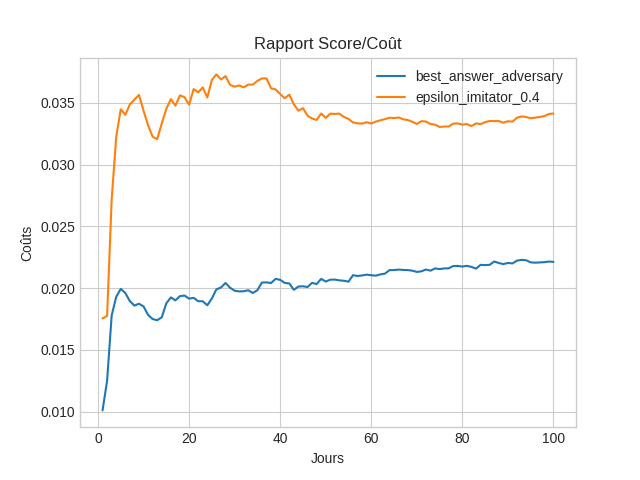 Rapport Score/Coût
best_answer_adversary
epsilon_imitator_0.4
Coûts
0.035
0.030
0.025
0.020
0.015
0.010
0
20
40
60
80
100
Jours